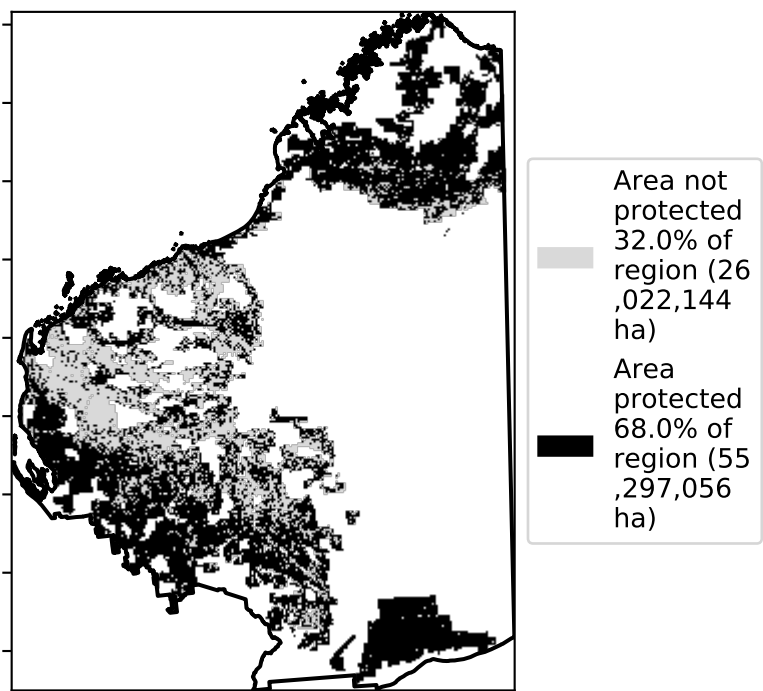 Area not
protected
32.0% of
region (26
,022,144
ha)
Area
protected
68.0% of
region (55
,297,056
ha)